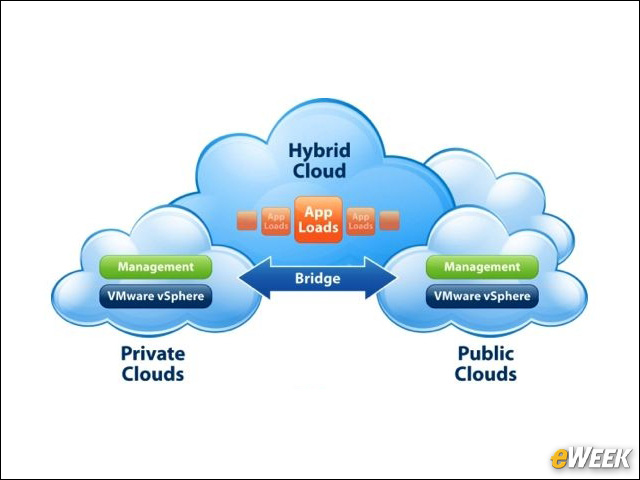 Hybrid
Cloud
App
Loads
App
Loads
App
Loads
Management
VMware vSphere
Bridge
Management
VMware vSphere
Private
Clouds
Public
Clouds
eWEEK